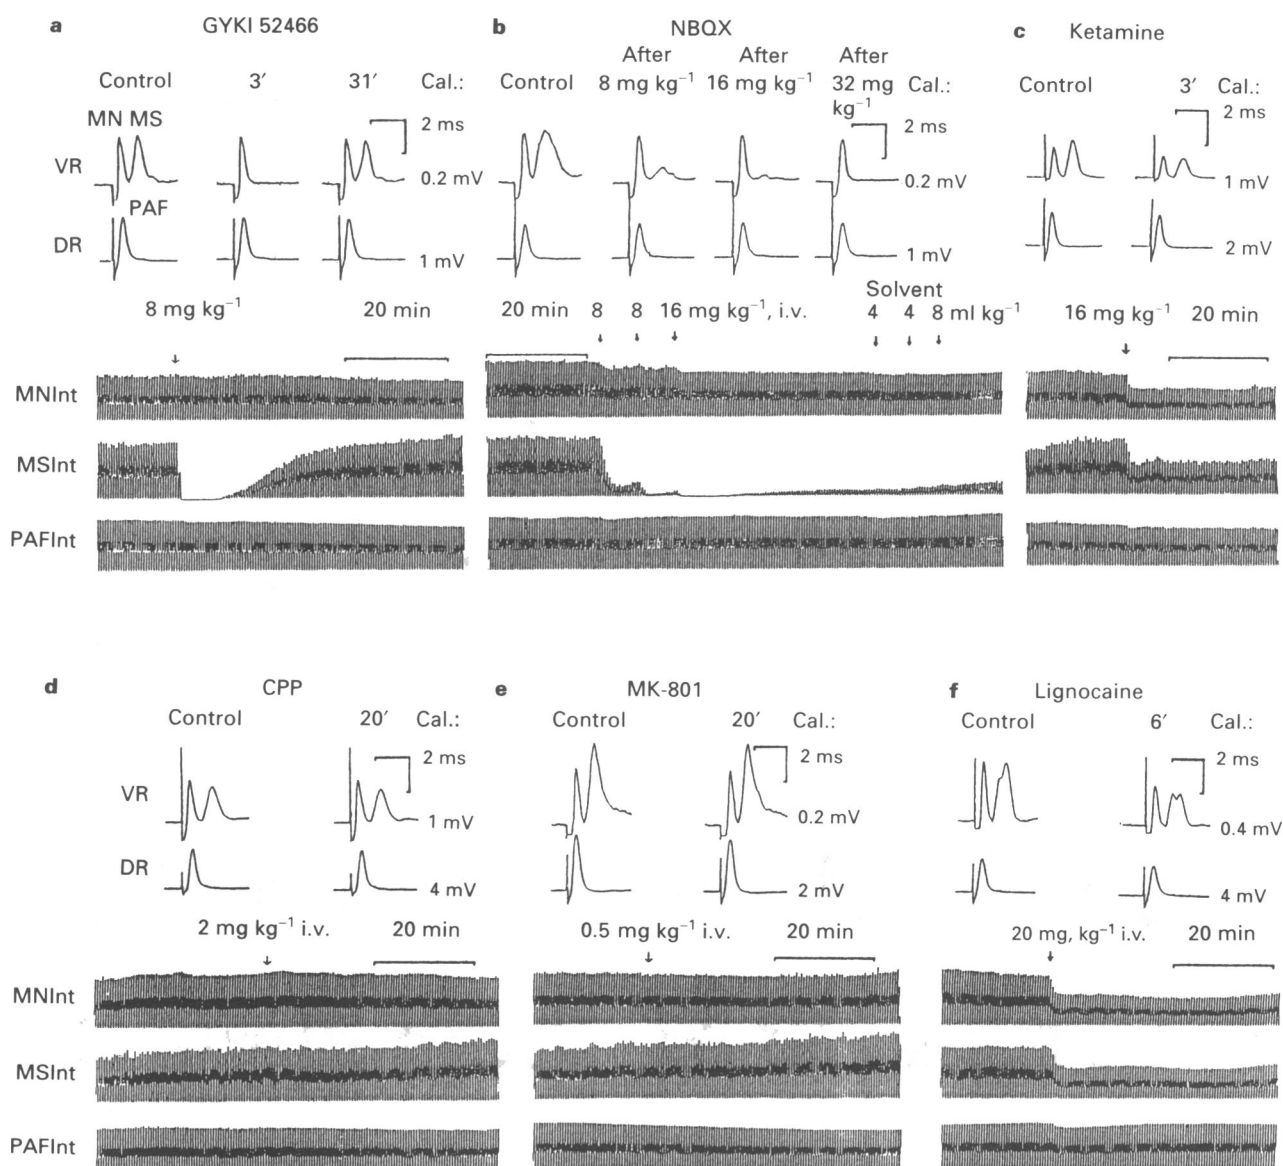 a GYKI 52466
Control 3′ 31′ Cal.:
MN MS
2 ms
VR
0.2 mV
PAF
DR
1 mV
8 mg kg⁻¹ 20 min
MNInt
MSInt
PAFInt
b NBQX
Control After 8 mg kg⁻¹ After 16 mg kg⁻¹ After 32 mg kg⁻¹ Cal.:
2 ms
0.2 mV
1 mV
Solvent
20 min 8 8 16 mg kg⁻¹, i.v. 4 4 8 ml kg⁻¹
c Ketamine
Control 3′ Cal.:
2 ms
1 mV
2 mV
16 mg kg⁻¹ 20 min
d CPP
Control 20′ Cal.:
2 ms
VR
1 mV
DR
4 mV
2 mg kg⁻¹ i.v. 20 min
MNInt
MSInt
PAFInt
e MK-801
Control 20′ Cal.:
2 ms
0.2 mV
2 mV
0.5 mg kg⁻¹ i.v. 20 min
f Lignocaine
Control 6′ Cal.:
2 ms
0.4 mV
4 mV
20 mg, kg⁻¹ i.v. 20 min